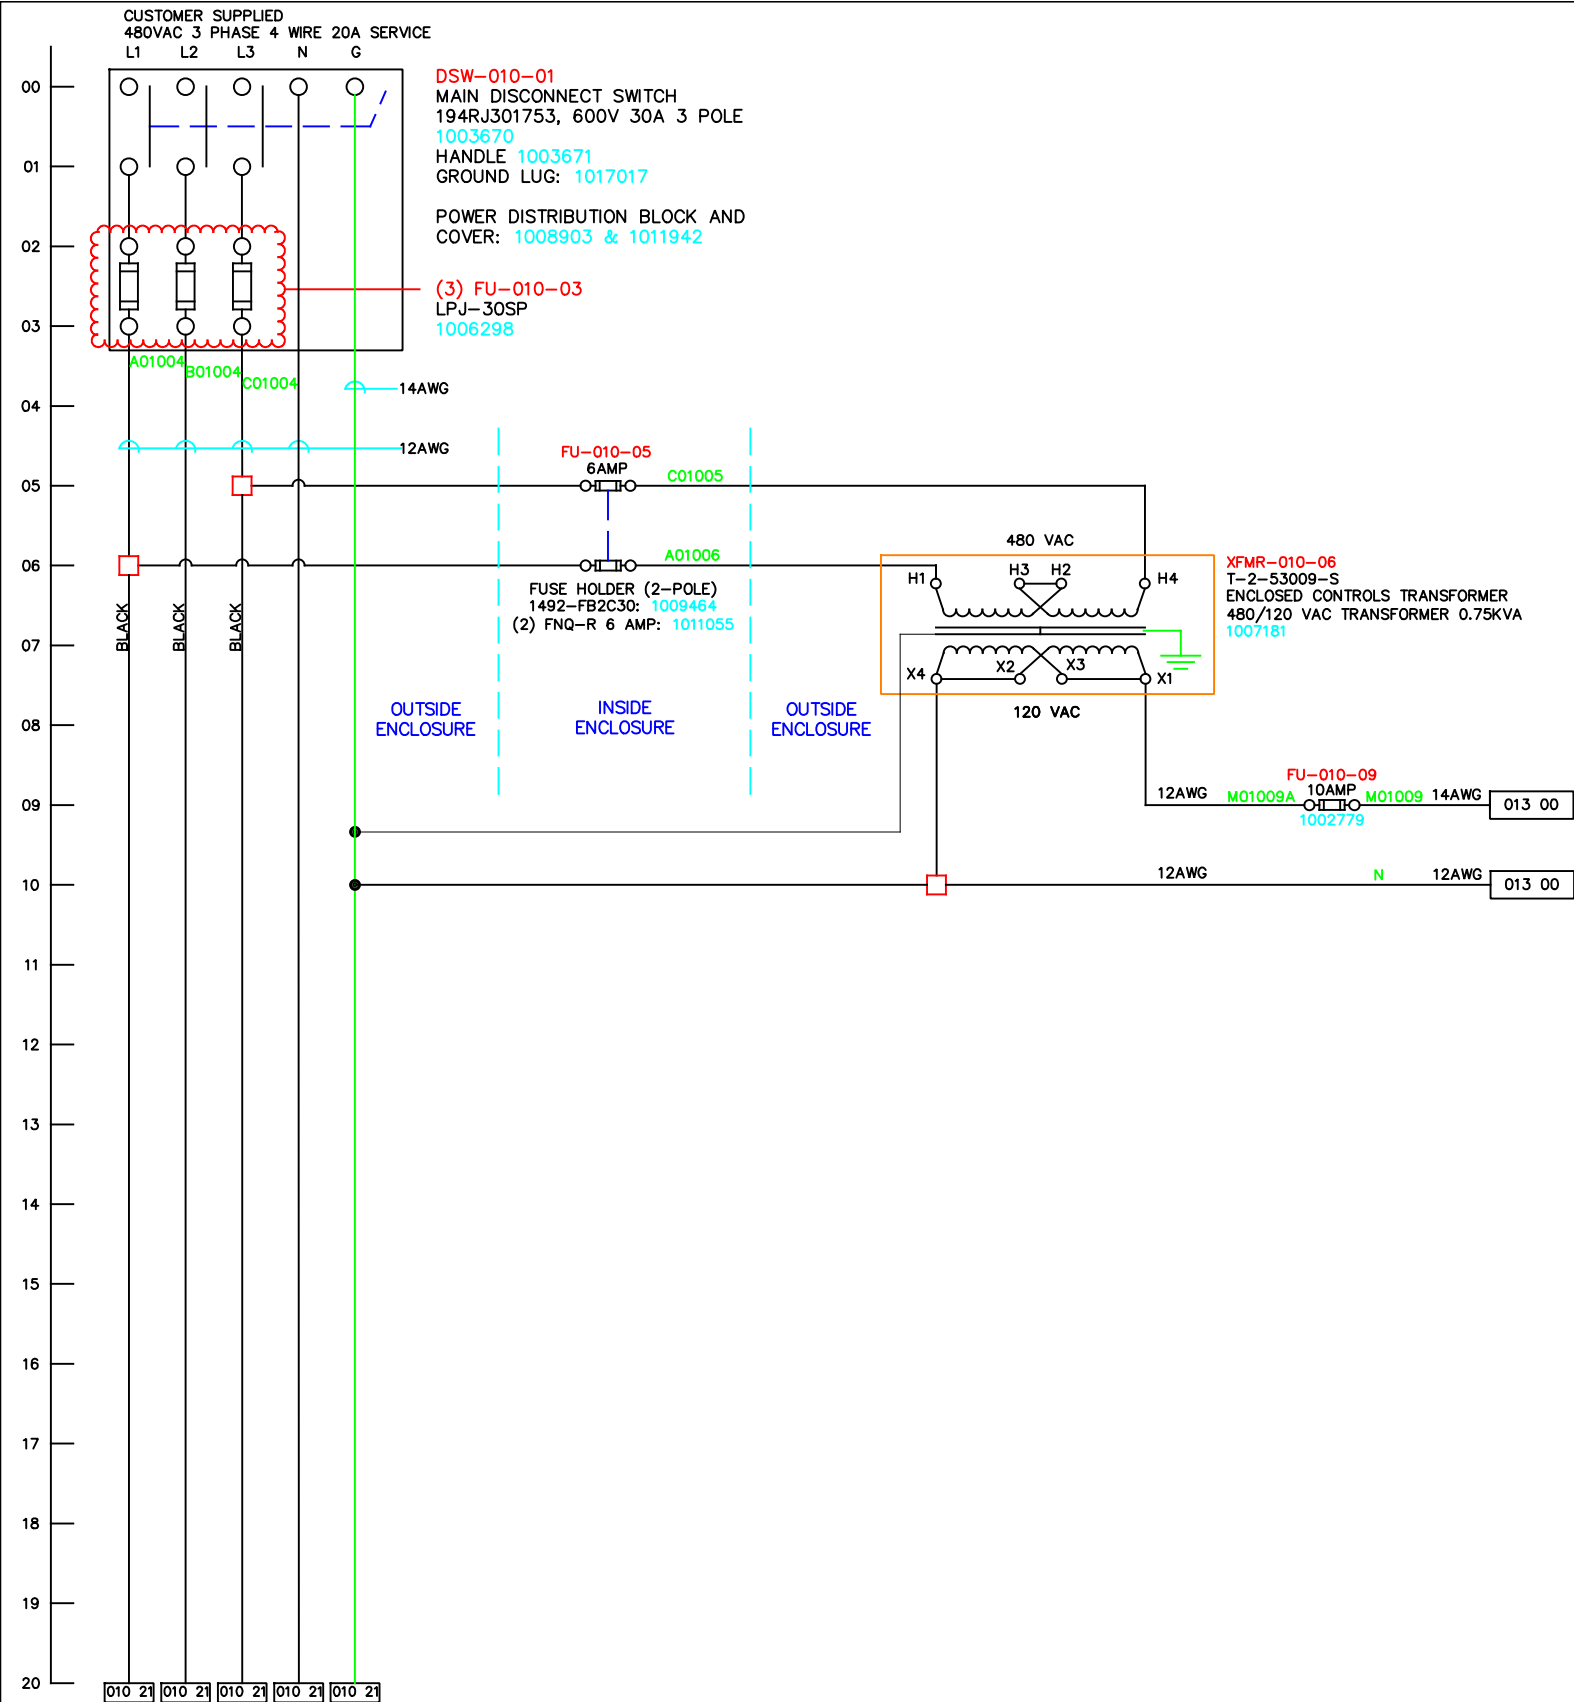 CUSTOMER SUPPLIED
480VAC 3 PHASE 4 WIRE 20A SERVICE
L1 L2 L3 N G
00
DSW-010-01
MAIN DISCONNECT SWITCH
194RJ301753, 600V 30A 3 POLE
1003670
01
HANDLE 1003671
GROUND LUG: 1017017
POWER DISTRIBUTION BLOCK AND
COVER: 1008903 & 1011942
02
(3) FU-010-03
LPJ-30SP
1006298
03
A01004
B01004
C01004
14AWG
04
12AWG
FU-010-05
6AMP
C01005
05
480 VAC
A01006
06
H1 H3 H2 H4
XFMR-010-06
T-2-53009-S
ENCLOSED CONTROLS TRANSFORMER
480/120 VAC TRANSFORMER 0.75KVA
1007181
FUSE HOLDER (2-POLE)
1492-FB2C30: 1009464
(2) FNQ-R 6 AMP: 1011055
BLACK
BLACK
BLACK
07
X4 X2 X3 X1
OUTSIDE
ENCLOSURE
INSIDE
ENCLOSURE
OUTSIDE
ENCLOSURE
120 VAC
08
FU-010-09
10AMP
12AWG M01009A M01009 14AWG
1002779
013 00
09
12AWG N 12AWG
013 00
10
11
12
13
14
15
16
17
18
19
20
010 21 010 21 010 21 010 21 010 21